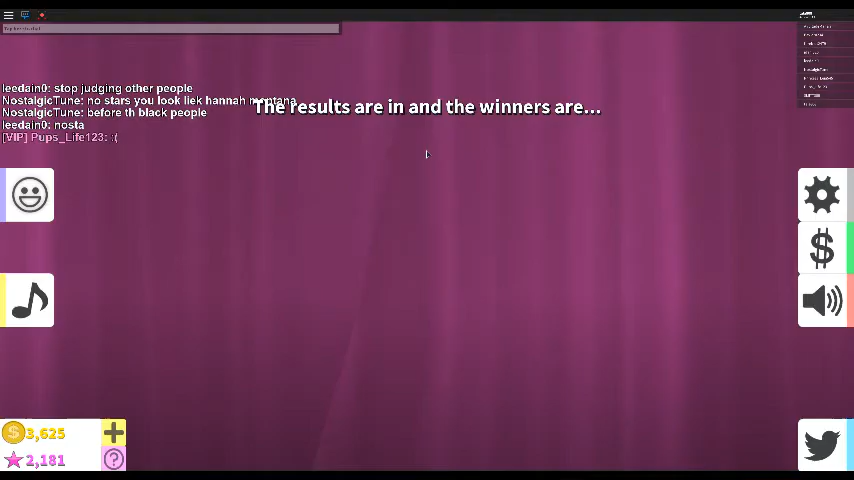 leedain0: stop judging other people
NostalgicTune: no stars you look liek hannah montana
NostalgicTune: before th black people
leedain0: nosta
[VIP] Pups_Life123: :(
The results are in and the winners are...
3,625
2,181